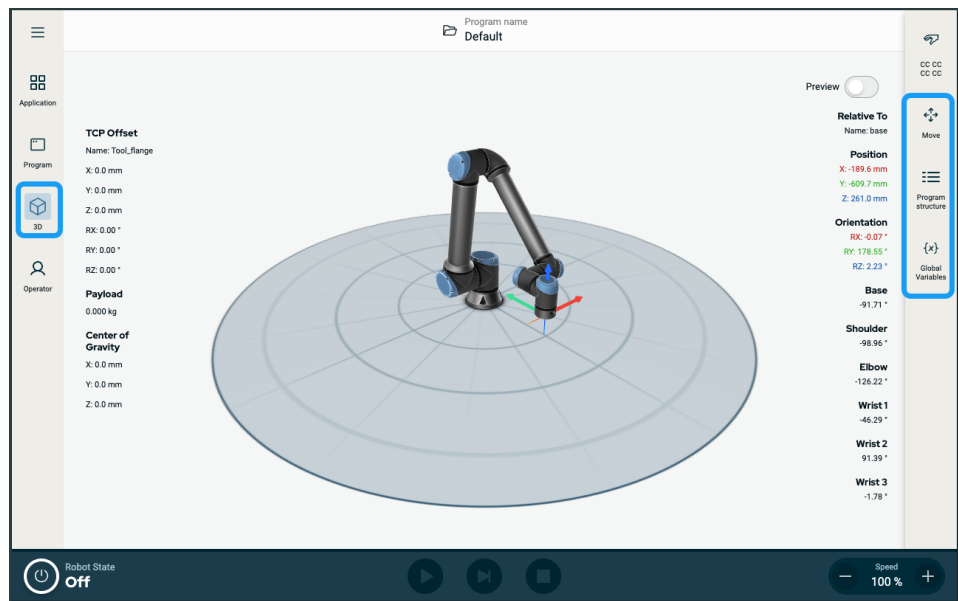 Program name
Default
Application
Program
3D
Operator
TCP Offset
Name: Tool_flange
X: 0.0 mm
Y: 0.0 mm
Z: 0.0 mm
RX: 0.00 °
RY: 0.00 °
RZ: 0.00 °
Payload
0.000 kg
Center of
Gravity
X: 0.0 mm
Y: 0.0 mm
Z: 0.0 mm
Preview
Relative To
Name: base
Position
X: -189.6 mm
Y: -609.7 mm
Z: 261.0 mm
Orientation
RX: -0.07 °
RY: 178.55 °
RZ: 2.23 °
Base
-91.71 °
Shoulder
-98.96 °
Elbow
-126.22 °
Wrist 1
-46.29 °
Wrist 2
91.39 °
Wrist 3
-1.78 °
CC CC
CC CC
Move
Program
structure
{x}
Global
Variables
Robot State
Off
Speed
100 %